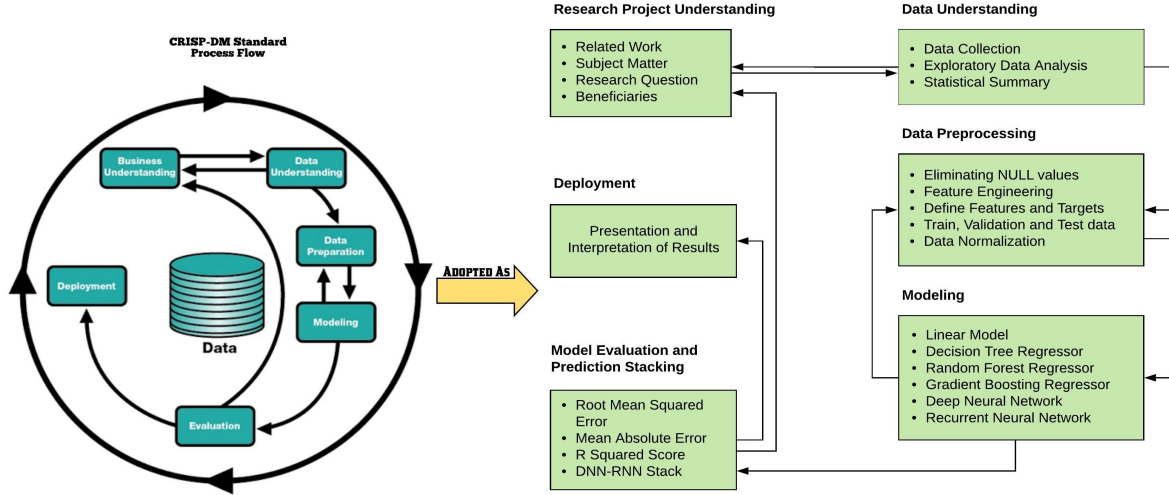 CRISP-DM Standard
Process Flow
Business
Understanding
Data
Understanding
Data
Preparation
Modeling
Evaluation
Deployment
Data
Adopted As
Research Project Understanding
• Related Work
• Subject Matter
• Research Question
• Beneficiaries
Data Understanding
• Data Collection
• Exploratory Data Analysis
• Statistical Summary
Data Preprocessing
• Eliminating NULL values
• Feature Engineering
• Define Features and Targets
• Train, Validation and Test data
• Data Normalization
Modeling
• Linear Model
• Decision Tree Regressor
• Random Forest Regressor
• Gradient Boosting Regressor
• Deep Neural Network
• Recurrent Neural Network
Model Evaluation and
Prediction Stacking
• Root Mean Squared
Error
• Mean Absolute Error
• R Squared Score
• DNN-RNN Stack
Deployment
Presentation and
Interpretation of Results